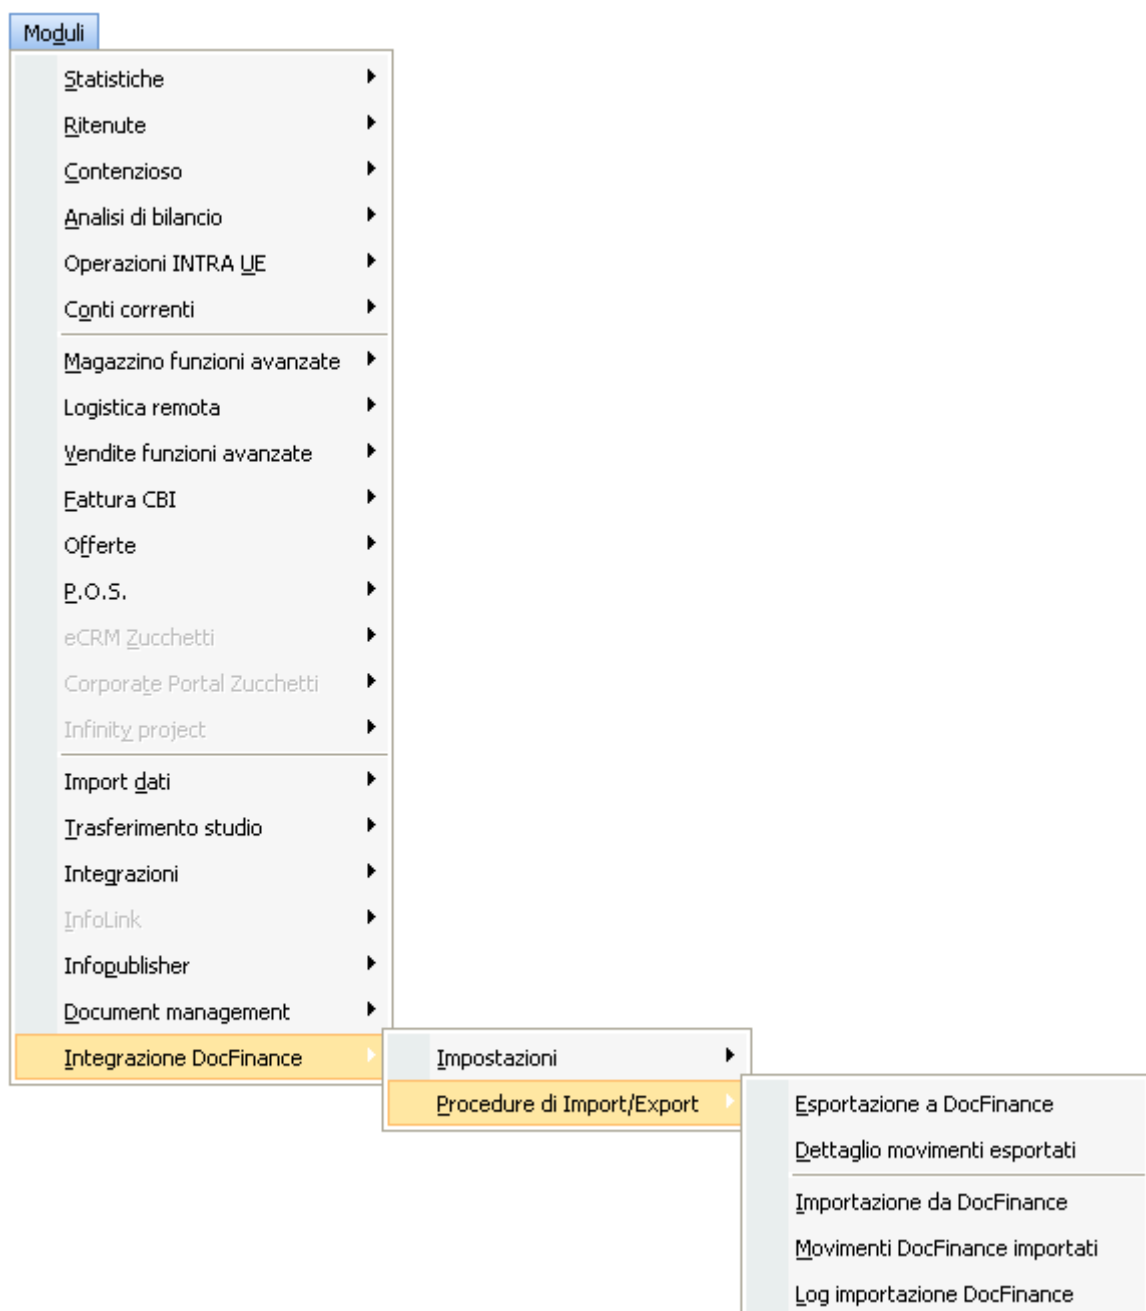 Moduli
Statistiche
Ritenute
Contenzioso
Analisi di bilancio
Operazioni INTRA UE
Conti correnti
Magazzino funzioni avanzate
Logistica remota
Vendite funzioni avanzate
Fattura CBI
Offerte
P.O.S.
eCRM Zucchetti
Corporate Portal Zucchetti
Infinity project
Import dati
Trasferimento studio
Integrazioni
InfoLink
Infopublisher
Document management
Integrazione DocFinance
Impostazioni
Procedure di Import/Export
Esportazione a DocFinance
Dettaglio movimenti esportati
Importazione da DocFinance
Movimenti DocFinance importati
Log importazione DocFinance